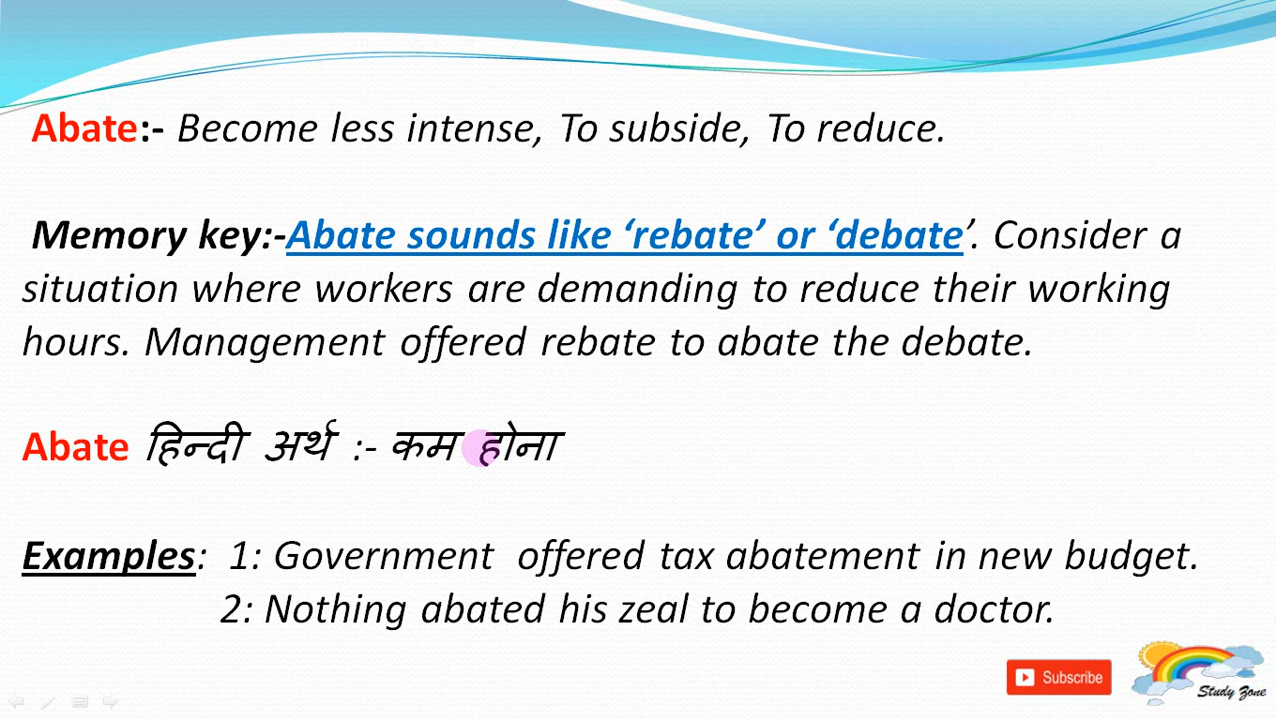 Abate:- Become less intense, To subside, To reduce.
Memory key:-Abate sounds like ‘rebate’ or ‘debate’. Consider a
situation where workers are demanding to reduce their working
hours. Management offered rebate to abate the debate.
Abate हिन्दी अर्थ :- कम होना
Examples: 1: Government offered tax abatement in new budget.
2: Nothing abated his zeal to become a doctor.
Subscribe
Study Zone